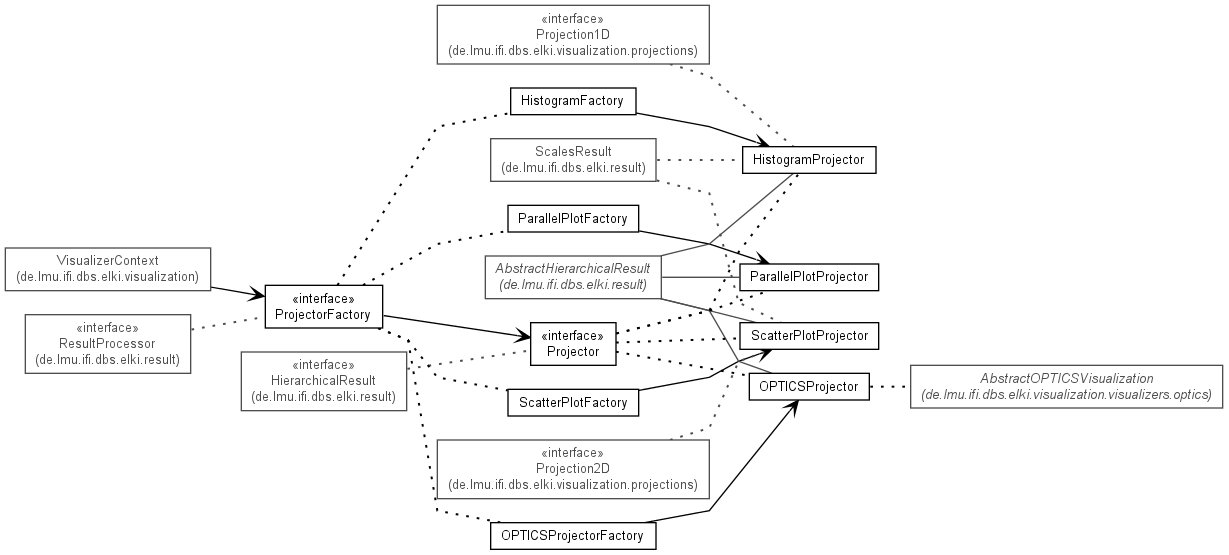 «interface»
Projection1D
(de.lmu.ifi.dbs.elki.visualization.projections)
HistogramFactory
ScalesResult
(de.lmu.ifi.dbs.elki.result)
HistogramProjector
ParallelPlotFactory
VisualizerContext
(de.lmu.ifi.dbs.elki.visualization)
AbstractHierarchicalResult
(de.lmu.ifi.dbs.elki.result)
ParallelPlotProjector
«interface»
ProjectorFactory
«interface»
ResultProcessor
(de.lmu.ifi.dbs.elki.result)
«interface»
Projector
ScatterPlotProjector
«interface»
HierarchicalResult
(de.lmu.ifi.dbs.elki.result)
OPTICSProjector
AbstractOPTICSVisualization
(de.lmu.ifi.dbs.elki.visualization.visualizers.optics)
ScatterPlotFactory
«interface»
Projection2D
(de.lmu.ifi.dbs.elki.visualization.projections)
OPTICSProjectorFactory